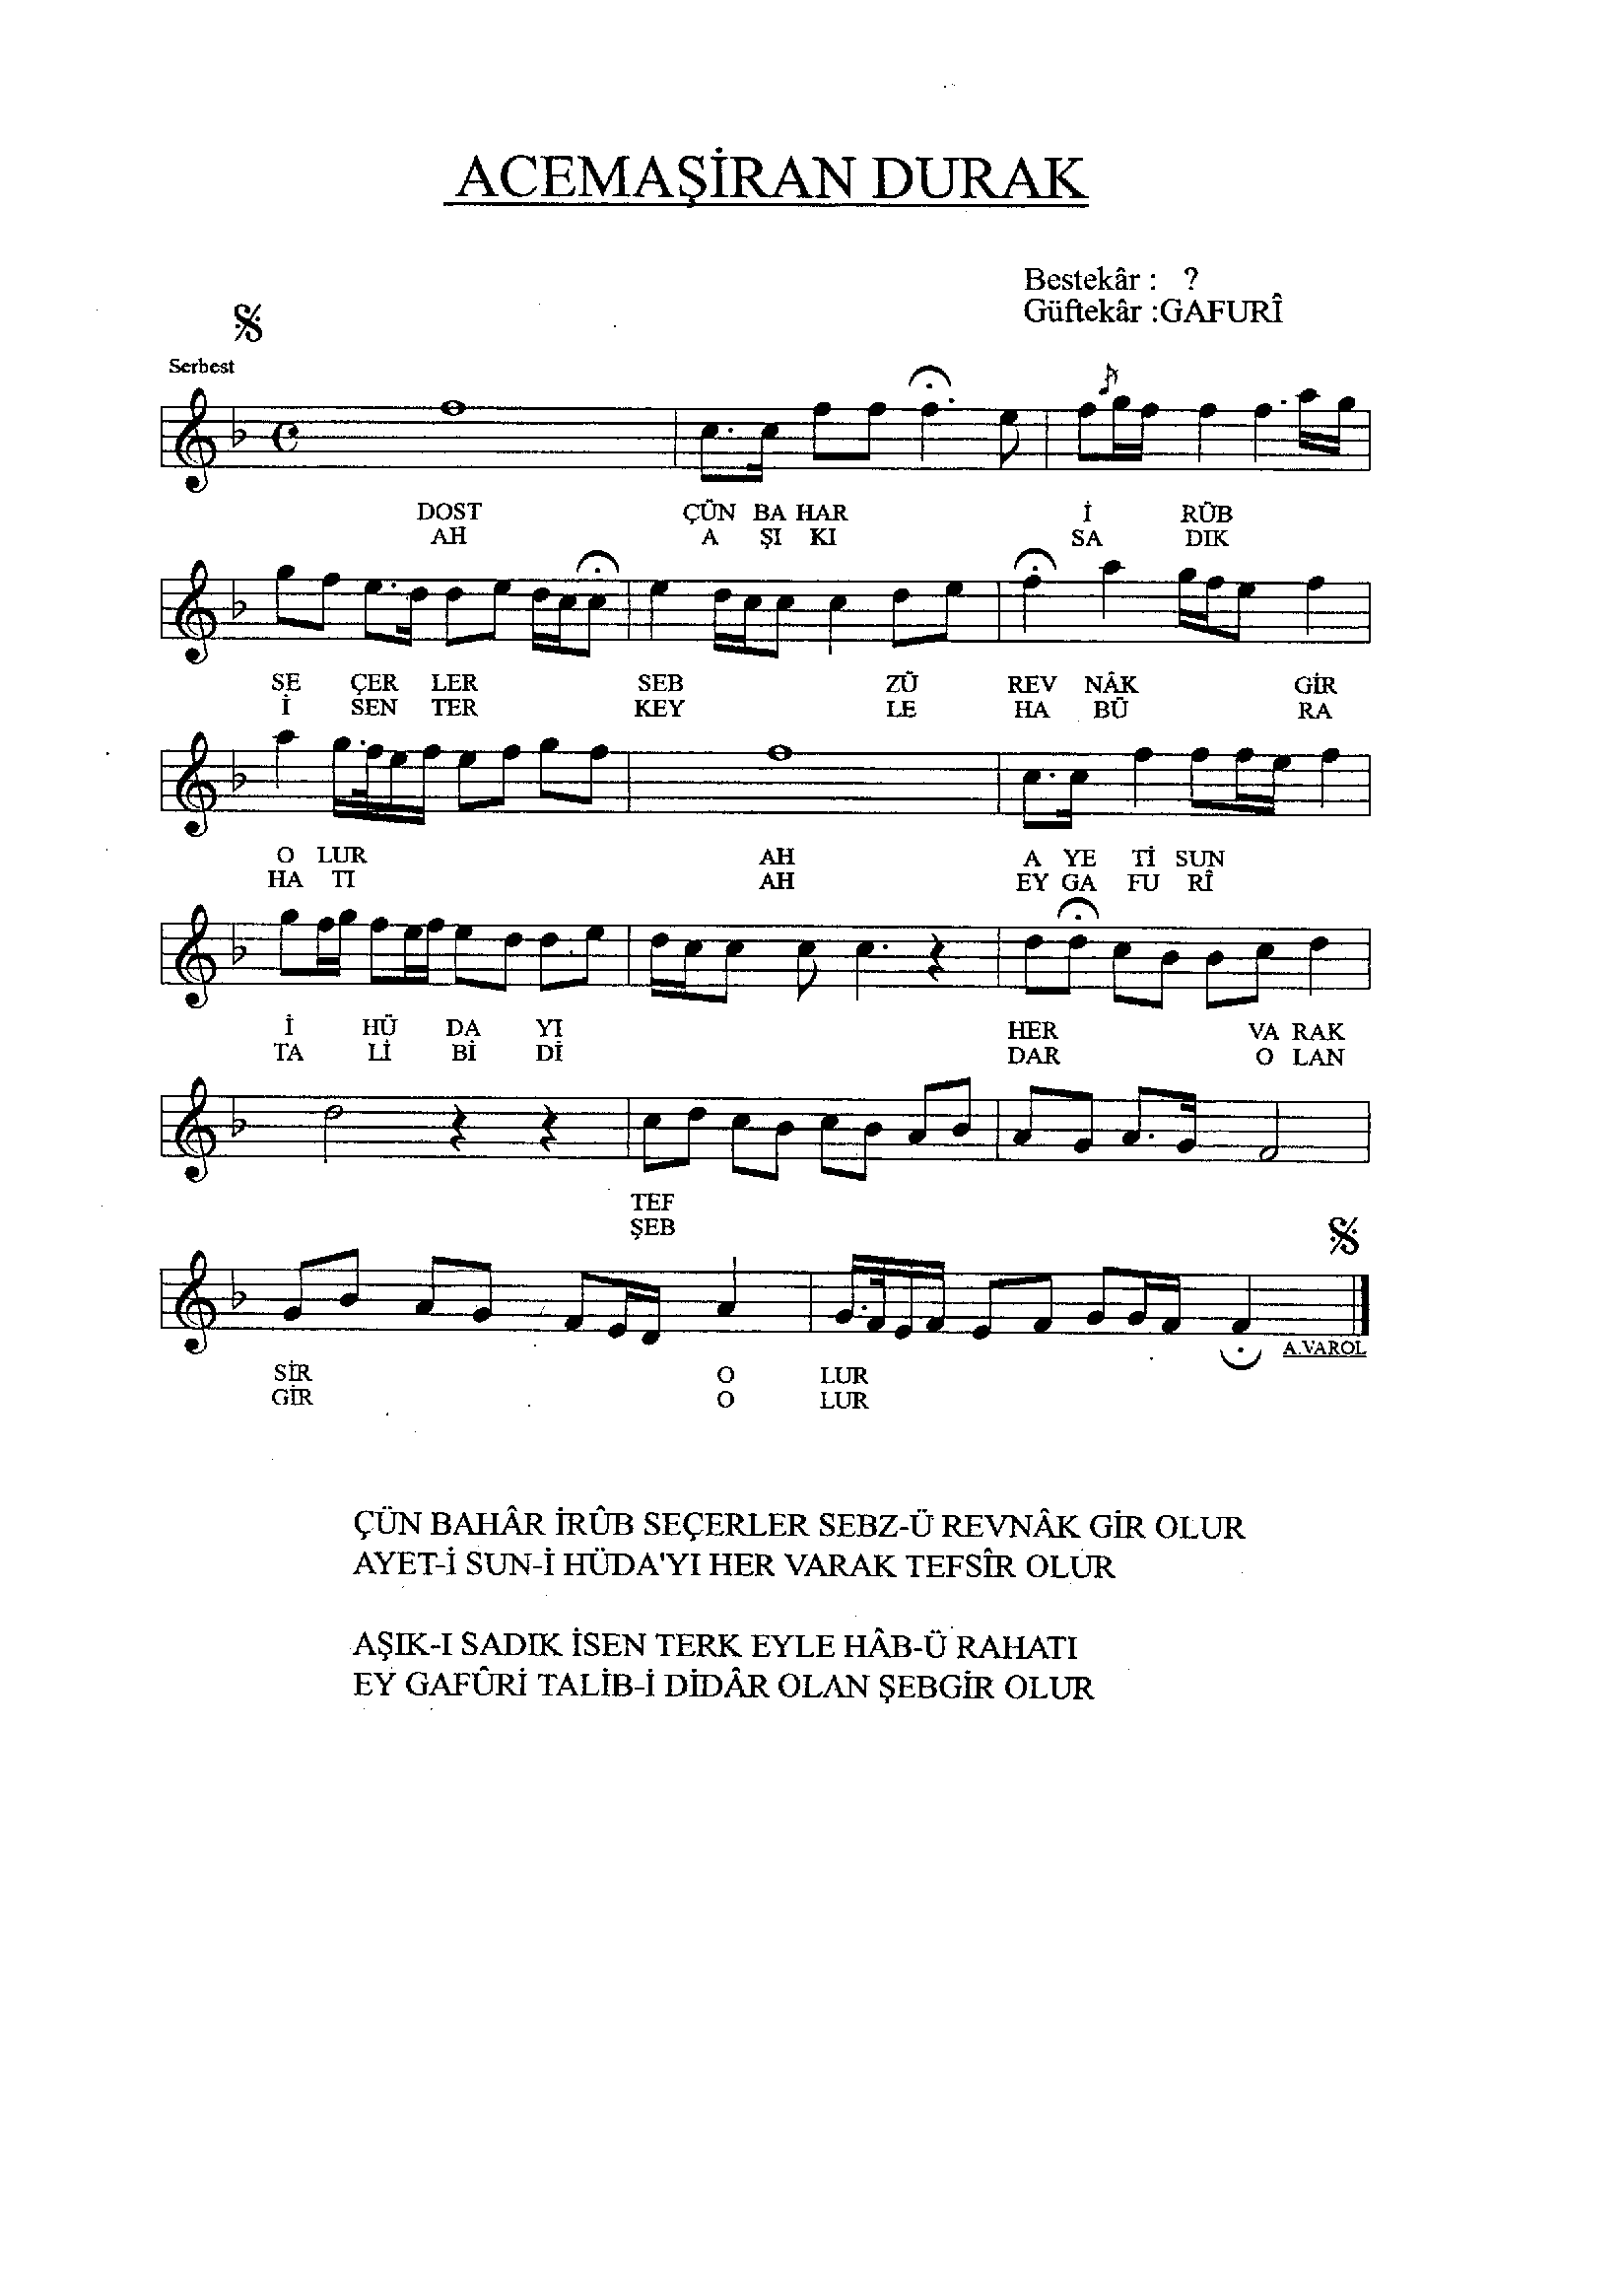 ACEMAŞİRAN DURAK
Bestekâr : ?
Güftekâr :GAFURÎ
Serbest
DOST ÇÜN BA HAR İ RÛB
AH A ŞI KI SA DIK
SE ÇER LER SEB ZÜ REV NÂK GİR
İ SEN TER KEY LE HA BÜ RA
O LUR AH A YE Tİ SUN
HA TI AH EY GA FU RÎ
İ HÜ DA YI HER VA RAK
TA Lİ Bİ Dİ DAR O LAN
TEF
ŞEB
SİR O LUR
GİR O LUR
A.VAROL
ÇÜN BAHÂR İRÛB SEÇERLER SEBZ-Ü REVNÂK GİR OLUR
AYET-İ SUN-İ HÜDA'YI HER VARAK TEFSÎR OLUR
AŞIK-I SADIK İSEN TERK EYLE HÂB-Ü RAHATI
EY GAFÛRİ TALİB-İ DİDÂR OLAN ŞEBGİR OLUR